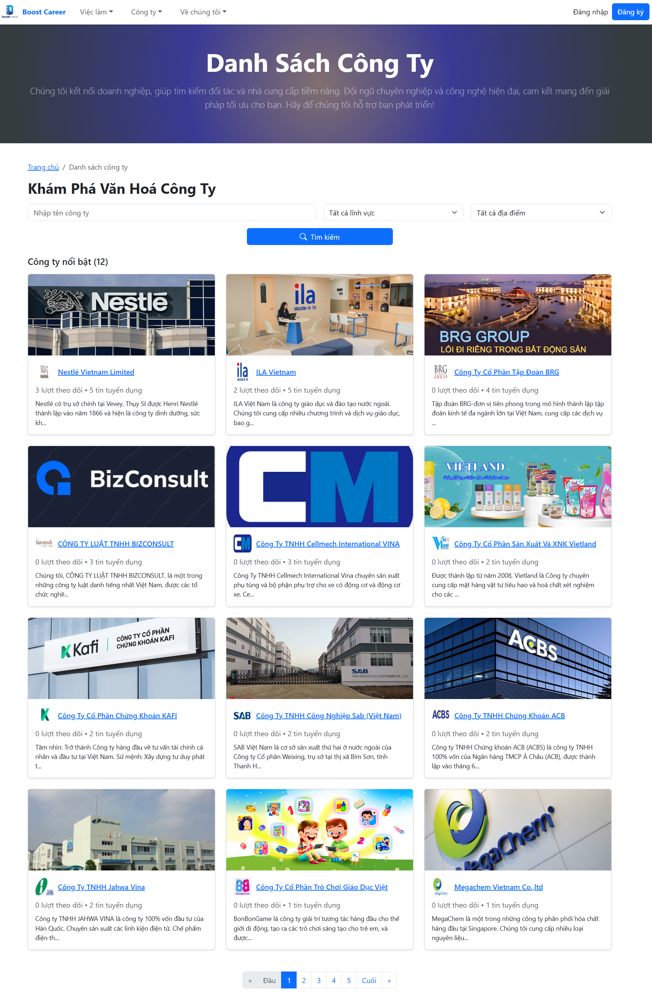 Boost Career
Việc làm
Công ty
Về chúng tôi
Đăng nhập
Đăng ký
Danh Sách Công Ty
Chúng tôi kết nối doanh nghiệp, giúp tìm kiếm đối tác và nhà cung cấp tiềm năng. Đội ngũ chuyên nghiệp và công nghệ hiện đại, cam kết mang đến giải
pháp tối ưu cho bạn. Hãy để chúng tôi hỗ trợ bạn phát triển!
Trang chủ / Danh sách công ty
Khám Phá Văn Hoá Công Ty
Nhập tên công ty
Tất cả lĩnh vực
Tất cả địa điểm
Tìm kiếm
Công ty nổi bật (12)
Nestlé
Nestlé Vietnam Limited
3 lượt theo dõi • 5 tin tuyển dụng
Nestlé có trụ sở chính tại Vevey, Thụy Sĩ được Henri Nestlé
thành lập vào năm 1866 và hiện là công ty dinh dưỡng, sức
kh...
ila
education for life
ila
ILA Vietnam
2 lượt theo dõi • 5 tin tuyển dụng
ILA Việt Nam là công ty giáo dục và đào tạo nước ngoài.
Chúng tôi cung cấp nhiều chương trình và dịch vụ giáo dục,
bao g...
BRG GROUP
LỐI ĐI RIÊNG TRONG BẤT ĐỘNG SẢN
BRG
GROUP
Công Ty Cổ Phần Tập Đoàn BRG
0 lượt theo dõi • 4 tin tuyển dụng
Tập đoàn BRG-đơn vị tiên phong trong mô hình thành lập tập
đoàn kinh tế đa ngành lớn tại Việt Nam, cung cấp các dịch vụ
...
BizConsult
bizconsult
LAWYERS
CÔNG TY LUẬT TNHH BIZCONSULT
0 lượt theo dõi • 3 tin tuyển dụng
Chúng tôi, CÔNG TY LUẬT TNHH BIZCONSULT, là một trong
những công ty luật danh tiếng nhất Việt Nam, được các tổ
chức nghề...
CM
CM
Công Ty TNHH Cellmech International VINA
0 lượt theo dõi • 3 tin tuyển dụng
Công Ty TNHH Cellmech International Vina chuyên sản xuất
phụ tùng và bộ phận phụ trợ cho xe có động cơ và động cơ
xe. Ce...
VIETLAND
Viet
Land
Công Ty Cổ Phần Sản Xuất Và XNK Vietland
0 lượt theo dõi • 2 tin tuyển dụng
Được thành lập từ năm 2008, Vietland là Công ty chuyên
cung cấp mặt hàng vật tư tiêu hao và hoá chất xét nghiệm
cho các ...
Kafi
CÔNG TY CỔ PHẦN
CHỨNG KHOÁN KAFI
Công Ty Cổ Phần Chứng Khoán KAFI
0 lượt theo dõi • 2 tin tuyển dụng
Tầm nhìn: Trở thành Công ty hàng đầu về tư vấn tài chính cá
nhân và đầu tư tại Việt Nam. Sứ mệnh: Xây dựng tư duy phát
t...
SAB
SAB INDUSTRIAL(VIETNAM) CO., LTD.
SAB
Công Ty TNHH Công Nghiệp Sab (Việt Nam)
0 lượt theo dõi • 2 tin tuyển dụng
SAB Việt Nam là cơ sở sản xuất thứ hai ở nước ngoài của
Công ty Cổ phần Weixing, trụ sở tại thị xã Bỉm Sơn, tỉnh
Thanh H...
ACBS
ACBS
Công Ty TNHH Chứng Khoán ACB
0 lượt theo dõi • 2 tin tuyển dụng
Công ty TNHH Chứng khoán ACB (ACBS) là công ty TNHH
100% vốn của Ngân hàng TMCP Á Châu (ACB), được thành
lập vào tháng 6...
JAHWA VINA CO.,LTD
JAHWA
Công Ty TNHH Jahwa Vina
0 lượt theo dõi • 2 tin tuyển dụng
Công ty TNHH JAHWA VINA là công ty 100% vốn đầu tư của
Hàn Quốc. Chuyên sản xuất các linh kiện điện tử. Chế phẩm
điện th...
Công Ty Cổ Phần Trò Chơi Giáo Dục Việt
0 lượt theo dõi • 1 tin tuyển dụng
BonBonGame là công ty giải trí tương tác hàng đầu cho thế
giới di động, tạo ra các trò chơi sáng tạo cho trẻ em, và
được...
MegaChem
MegaChem
Megachem Vietnam Co.,ltd
0 lượt theo dõi • 1 tin tuyển dụng
MegaChem là một trong những công ty phân phối hóa chất
hàng đầu tại Singapore. Chúng tôi cung cấp nhiều loại
nguyên liệu...
« Đầu 1 2 3 4 5 Cuối »